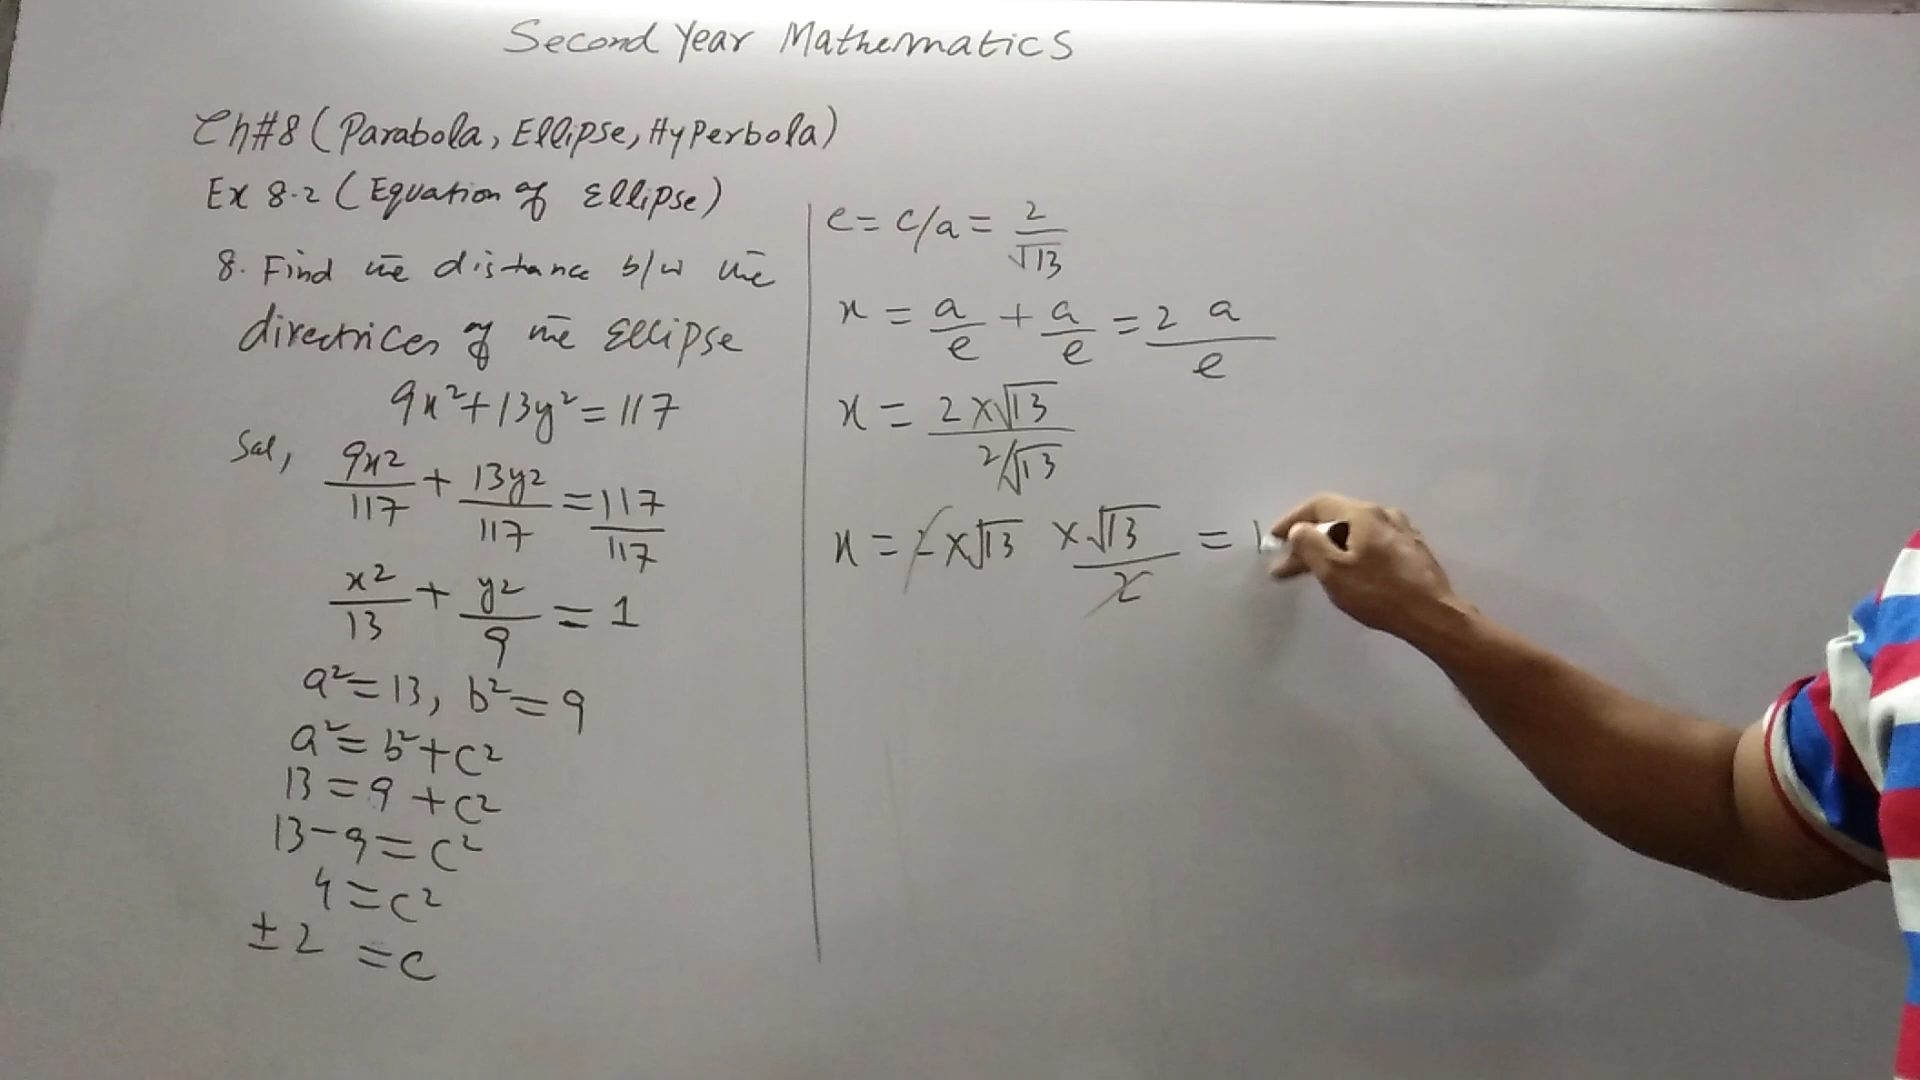 Second Year Mathematics
Ch#8 (Parabola, Ellipse, Hyperbola)
Ex 8.2 (Equation of Ellipse)
8. Find the distance b/w the
directrices of the Ellipse
9x²+13y²=117
Sol,
9x²/117 + 13y²/117 = 117/117
x²/13 + y²/9 = 1
a²=13, b²=9
a²=b²+c²
13=9+c²
13-9=c²
4=c²
±2=c
e=c/a=2/√13
x=a/e+a/e=2a/e
x=2×√13/2/√13
x=2×√13×√13/2=1